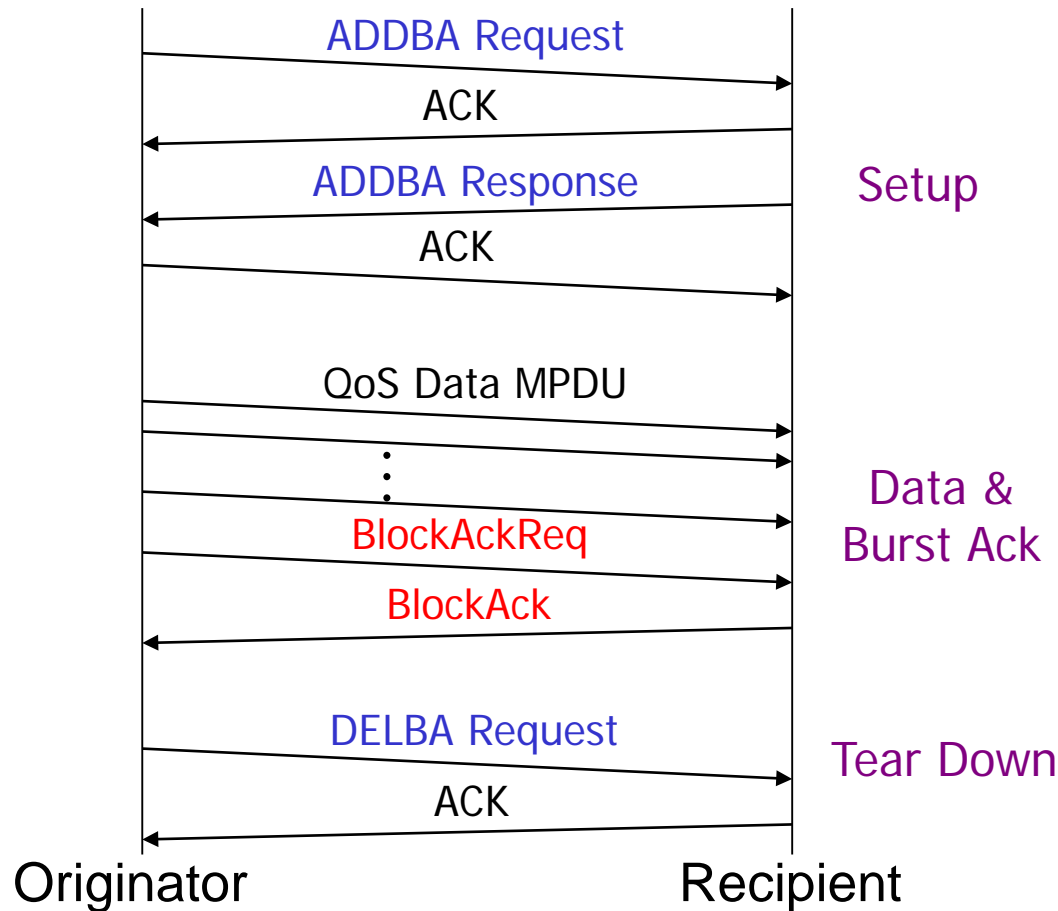 ADDBA Request
ACK
ADDBA Response
Setup
ACK
QoS Data MPDU
Data &
Burst Ack
BlockAckReq
BlockAck
DELBA Request
Tear Down
ACK
Originator
Recipient